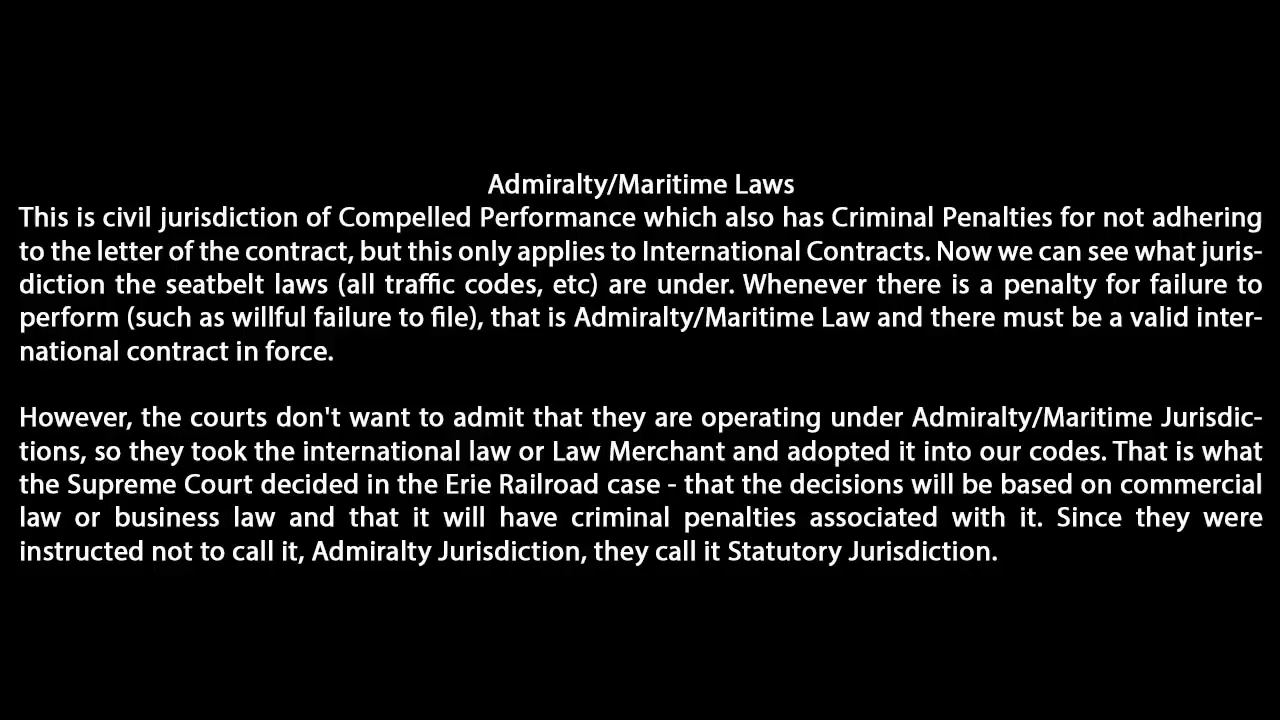 Admiralty/Maritime Laws
This is civil jurisdiction of Compelled Performance which also has Criminal Penalties for not adhering
to the letter of the contract, but this only applies to International Contracts. Now we can see what juris-
diction the seatbelt laws (all traffic codes, etc) are under. Whenever there is a penalty for failure to
perform (such as willful failure to file), that is Admiralty/Maritime Law and there must be a valid inter-
national contract in force.
However, the courts don't want to admit that they are operating under Admiralty/Maritime Jurisdic-
tions, so they took the international law or Law Merchant and adopted it into our codes. That is what
the Supreme Court decided in the Erie Railroad case - that the decisions will be based on commercial
law or business law and that it will have criminal penalties associated with it. Since they were
instructed not to call it, Admiralty Jurisdiction, they call it Statutory Jurisdiction.